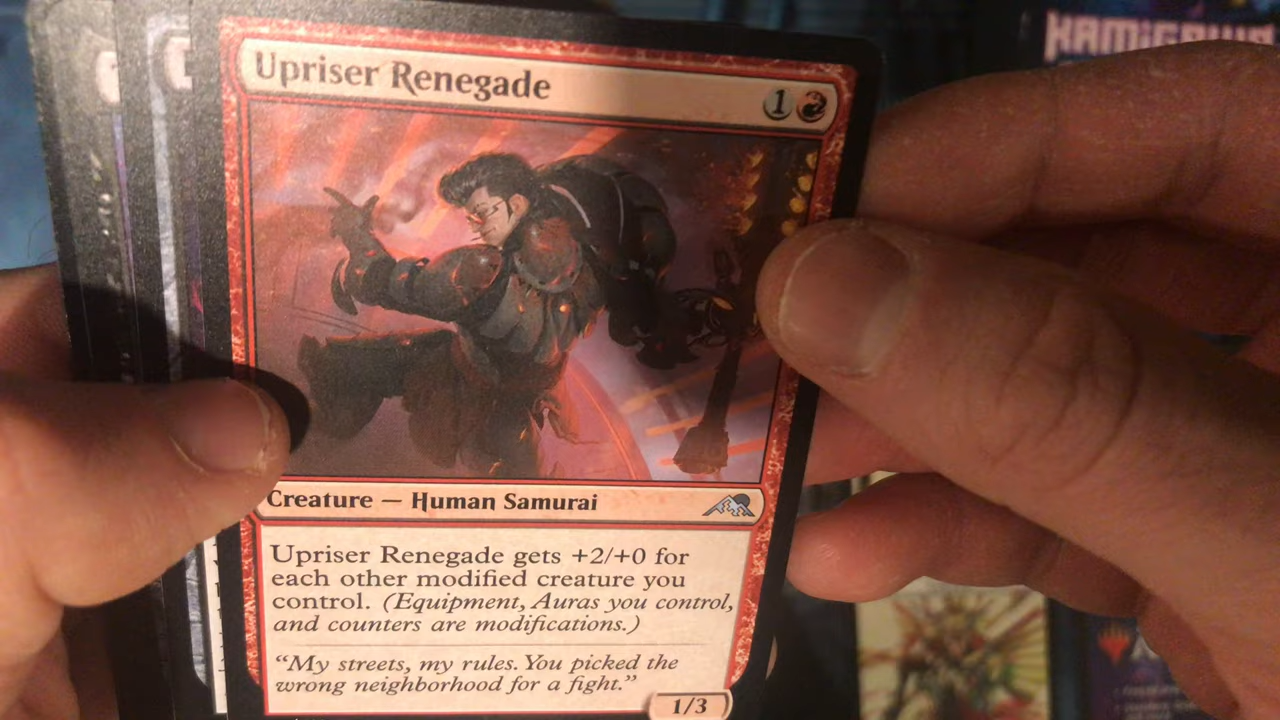 KAMIGAWA
Upriser Renegade
1
Creature — Human Samurai
Upriser Renegade gets +2/+0 for
each other modified creature you
control. (Equipment, Auras you control,
and counters are modifications.)
“My streets, my rules. You picked the
wrong neighborhood for a fight.”
1/3